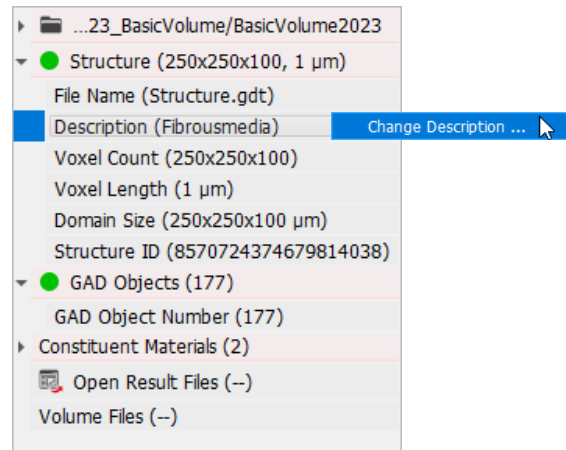 ...23_BasicVolume/BasicVolume2023
Structure (250x250x100, 1 µm)
File Name (Structure.gdt)
Description (Fibrousmedia)
Change Description ...
Voxel Count (250x250x100)
Voxel Length (1 µm)
Domain Size (250x250x100 µm)
Structure ID (8570724374679814038)
GAD Objects (177)
GAD Object Number (177)
Constituent Materials (2)
Open Result Files (--)
Volume Files (--)